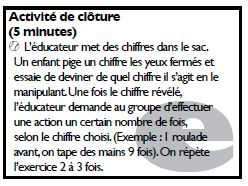 Activité de clôture
(5 minutes)
L'éducateur met des chiffres dans le sac.
Un enfant pige un chiffre les yeux fermés et
essaie de deviner de quel chiffre il s'agit en le
manipulant. Une fois le chiffre révélé,
l'éducateur demande au groupe d'effectuer
une action un certain nombre de fois,
selon le chiffre choisi. (Exemple : 1 roulade
avant, on tape des mains 9 fois). On répète
l'exercice 2 à 3 fois.
e